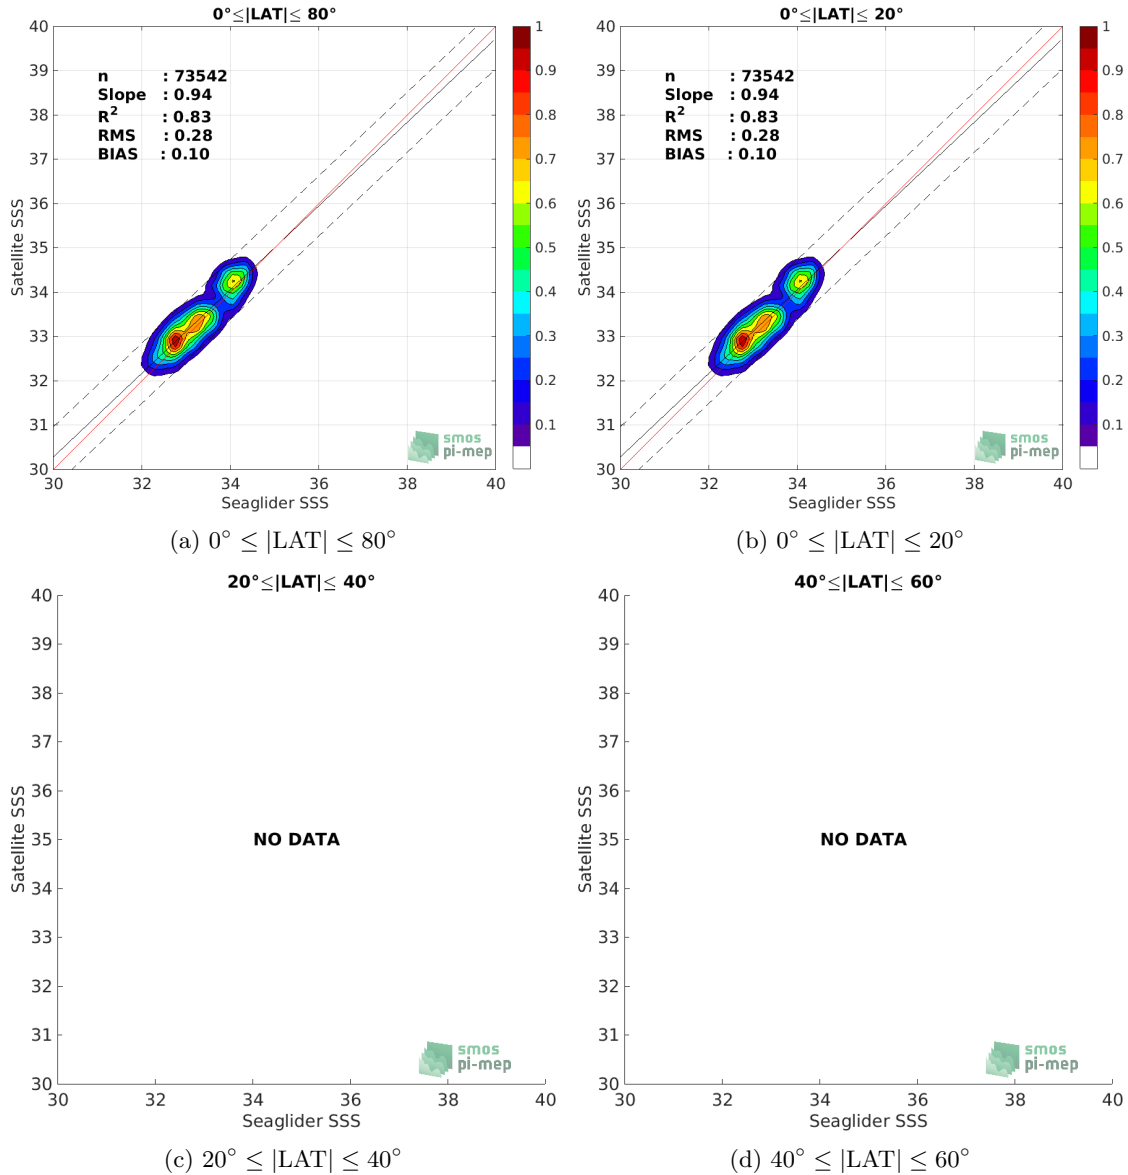 0°≤|LAT|≤ 80°
40
39
38
37
36
35
34
33
32
31
30
Satellite SSS
n : 73542
Slope : 0.94
R² : 0.83
RMS : 0.28
BIAS : 0.10
smos
pi-mep
30 32 34 36 38 40
Seaglider SSS
1
0.9
0.8
0.7
0.6
0.5
0.4
0.3
0.2
0.1
(a) 0° ≤ |LAT| ≤ 80°
0°≤|LAT|≤ 20°
40
39
38
37
36
35
34
33
32
31
30
Satellite SSS
n : 73542
Slope : 0.94
R² : 0.83
RMS : 0.28
BIAS : 0.10
smos
pi-mep
30 32 34 36 38 40
Seaglider SSS
1
0.9
0.8
0.7
0.6
0.5
0.4
0.3
0.2
0.1
(b) 0° ≤ |LAT| ≤ 20°
20°≤|LAT|≤ 40°
40
39
38
37
36
35
34
33
32
31
30
Satellite SSS
NO DATA
smos
pi-mep
30 32 34 36 38 40
Seaglider SSS
(c) 20° ≤ |LAT| ≤ 40°
40°≤|LAT|≤ 60°
40
39
38
37
36
35
34
33
32
31
30
Satellite SSS
NO DATA
smos
pi-mep
30 32 34 36 38 40
Seaglider SSS
(d) 40° ≤ |LAT| ≤ 60°